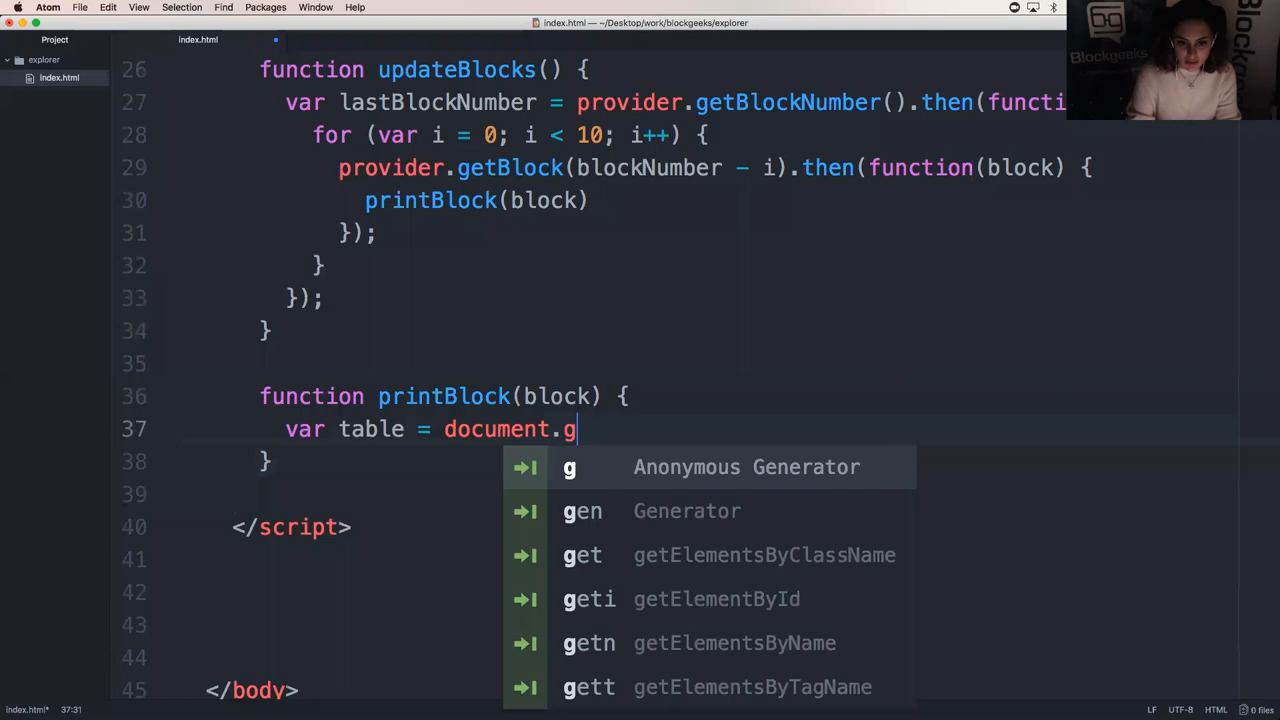 Atom File Edit View Selection Find Packages Window Help
index.html — ~/Desktop/work/blockgeeks/explorer
Project
index.html
explorer
index.html
26 function updateBlocks() {
27 var lastBlockNumber = provider.getBlockNumber().then(functi
28 for (var i = 0; i < 10; i++) {
29 provider.getBlock(blockNumber - i).then(function(block) {
30 printBlock(block)
31 });
32 }
33 });
34 }
35
36 function printBlock(block) {
37 var table = document.g
38 }
g Anonymous Generator
39
gen Generator
40 </script>
41
get getElementsByClassName
42
geti getElementById
43
getn getElementsByName
44
gett getElementsByTagName
45 </body>
index.html* 37:31
LF UTF-8 HTML 0 files
Blockgeeks